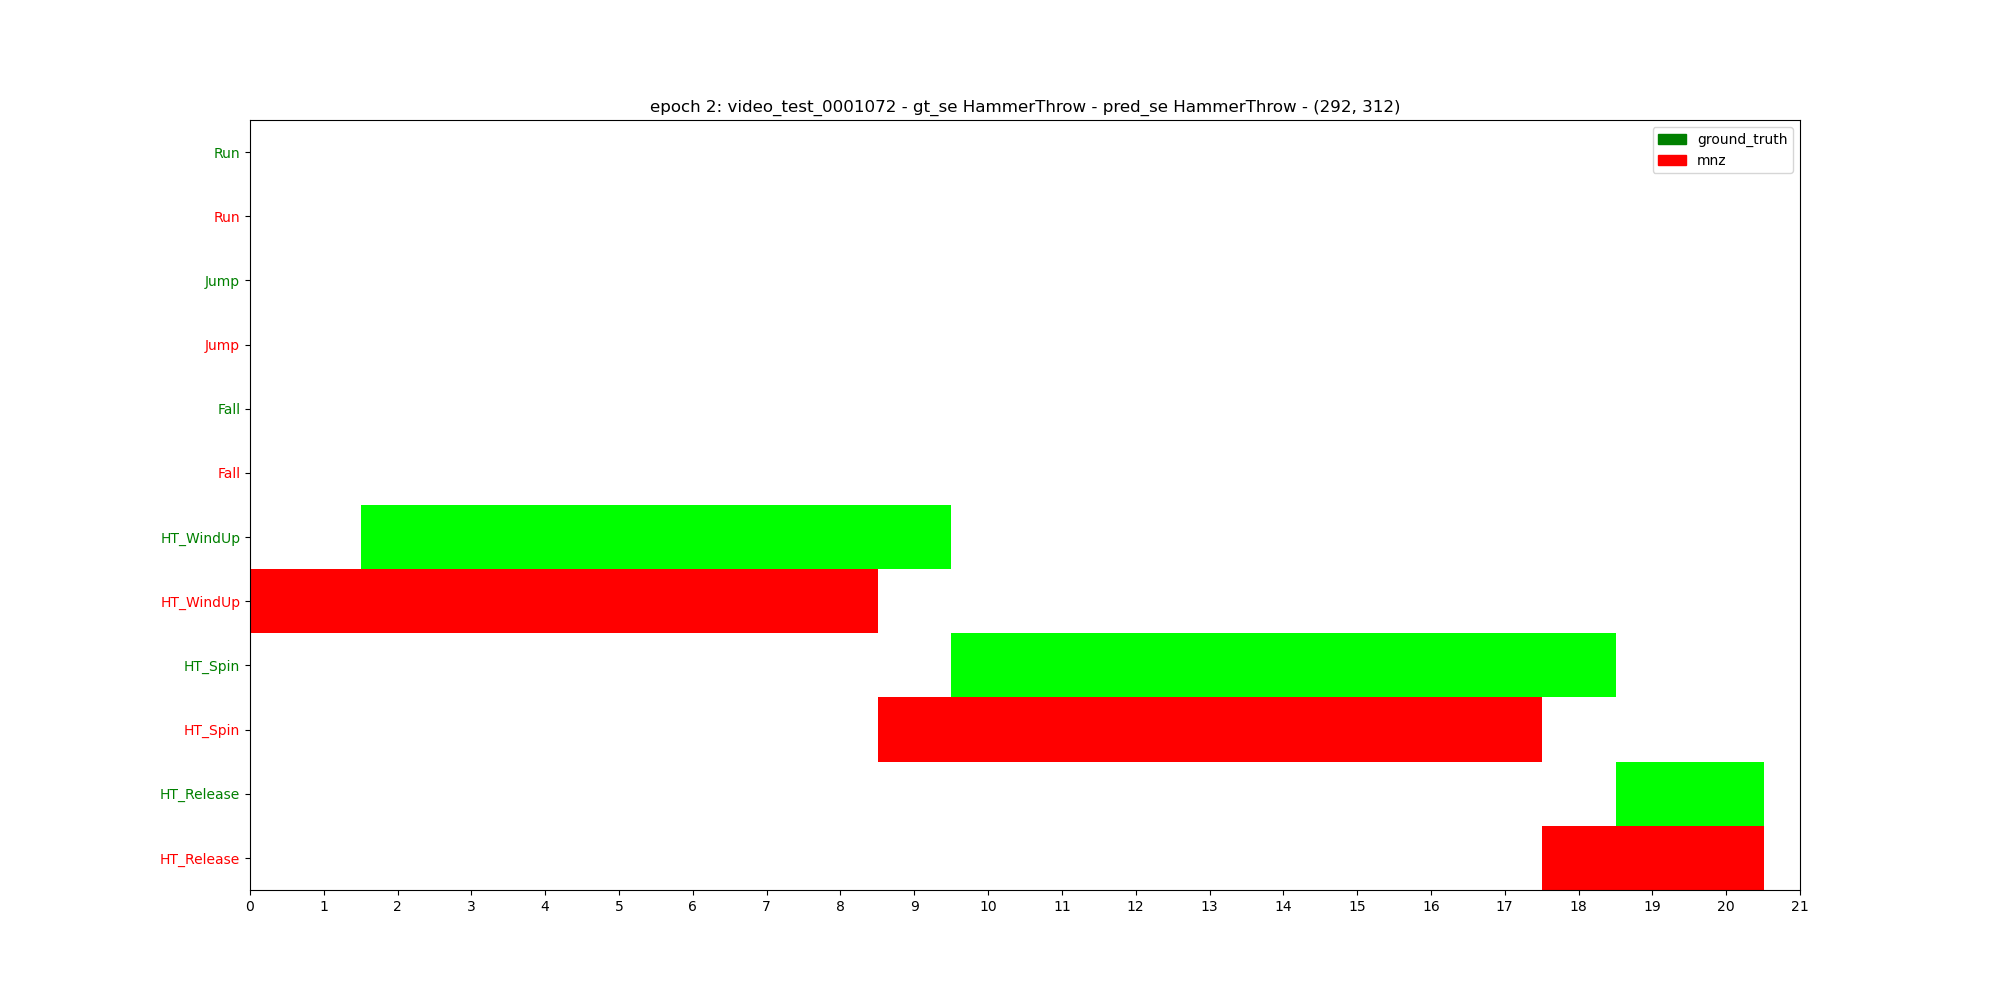 epoch 2: video_test_0001072 - gt_se HammerThrow - pred_se HammerThrow - (292, 312)
ground_truth
mnz
Run
Run
Jump
Jump
Fall
Fall
HT_WindUp
HT_WindUp
HT_Spin
HT_Spin
HT_Release
HT_Release
0 1 2 3 4 5 6 7 8 9 10 11 12 13 14 15 16 17 18 19 20 21